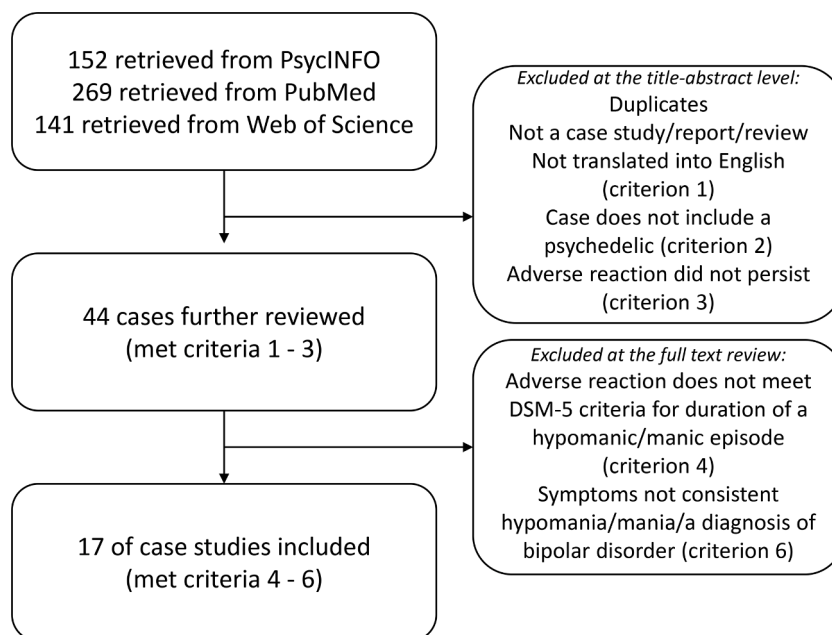 152 retrieved from PsycINFO
269 retrieved from PubMed
141 retrieved from Web of Science
Excluded at the title-abstract level:
Duplicates
Not a case study/report/review
Not translated into English
(criterion 1)
Case does not include a
psychedelic (criterion 2)
Adverse reaction did not persist
(criterion 3)
44 cases further reviewed
(met criteria 1 - 3)
Excluded at the full text review:
Adverse reaction does not meet
DSM-5 criteria for duration of a
hypomanic/manic episode
(criterion 4)
Symptoms not consistent
hypomania/mania/a diagnosis of
bipolar disorder (criterion 6)
17 of case studies included
(met criteria 4 - 6)